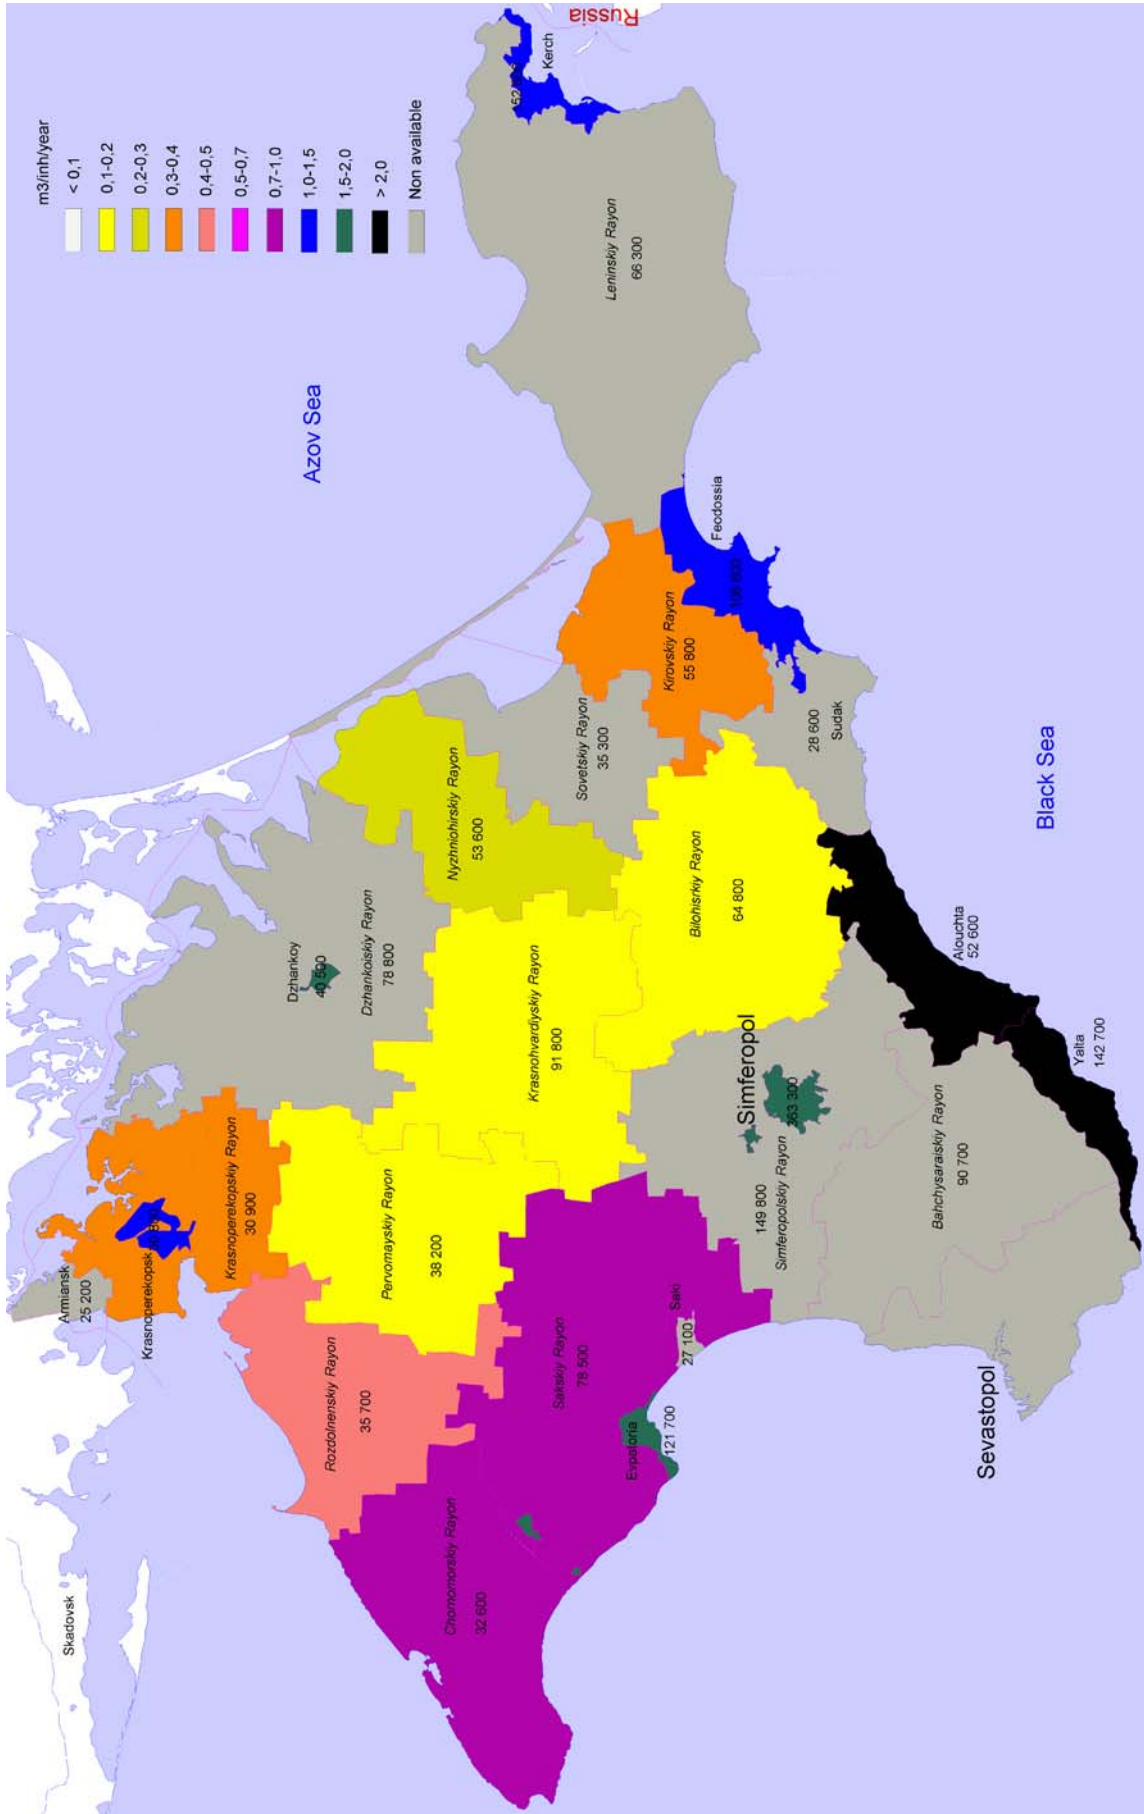 m3/inh/year
< 0,1
0,1-0,2
0,2-0,3
0,3-0,4
0,4-0,5
0,5-0,7
0,7-1,0
1,0-1,5
1,5-2,0
> 2,0
Non available
Russia
Kerch
Azov Sea
Leninskiy Rayon
66 300
Skadovsk
Armiansk
25 200
Krasnoperekopsk
Krasnoperekopskiy Rayon
30 900
Dzhankoy
40 500
Dzhankoiskiy Rayon
78 800
Rozdolnenskiy Rayon
35 700
Pervomayskiy Rayon
38 200
Nyzhniohirskiy Rayon
53 600
Chornomorskiy Rayon
32 600
Krasnohvardiyskiy Rayon
91 800
Sovetskiy Rayon
35 300
Sakskiy Rayon
78 500
Kirovskiy Rayon
55 800
Feodossia
Evpatoria
121 700
Saki
27 100
Bilohisrkiy Rayon
64 800
Simferopol
363 300
149 800
Simferopolskiy Rayon
28 600
Sudak
Bahchysaraiskiy Rayon
90 700
Alouchta
52 600
Sevastopol
Yalta
142 700
Black Sea